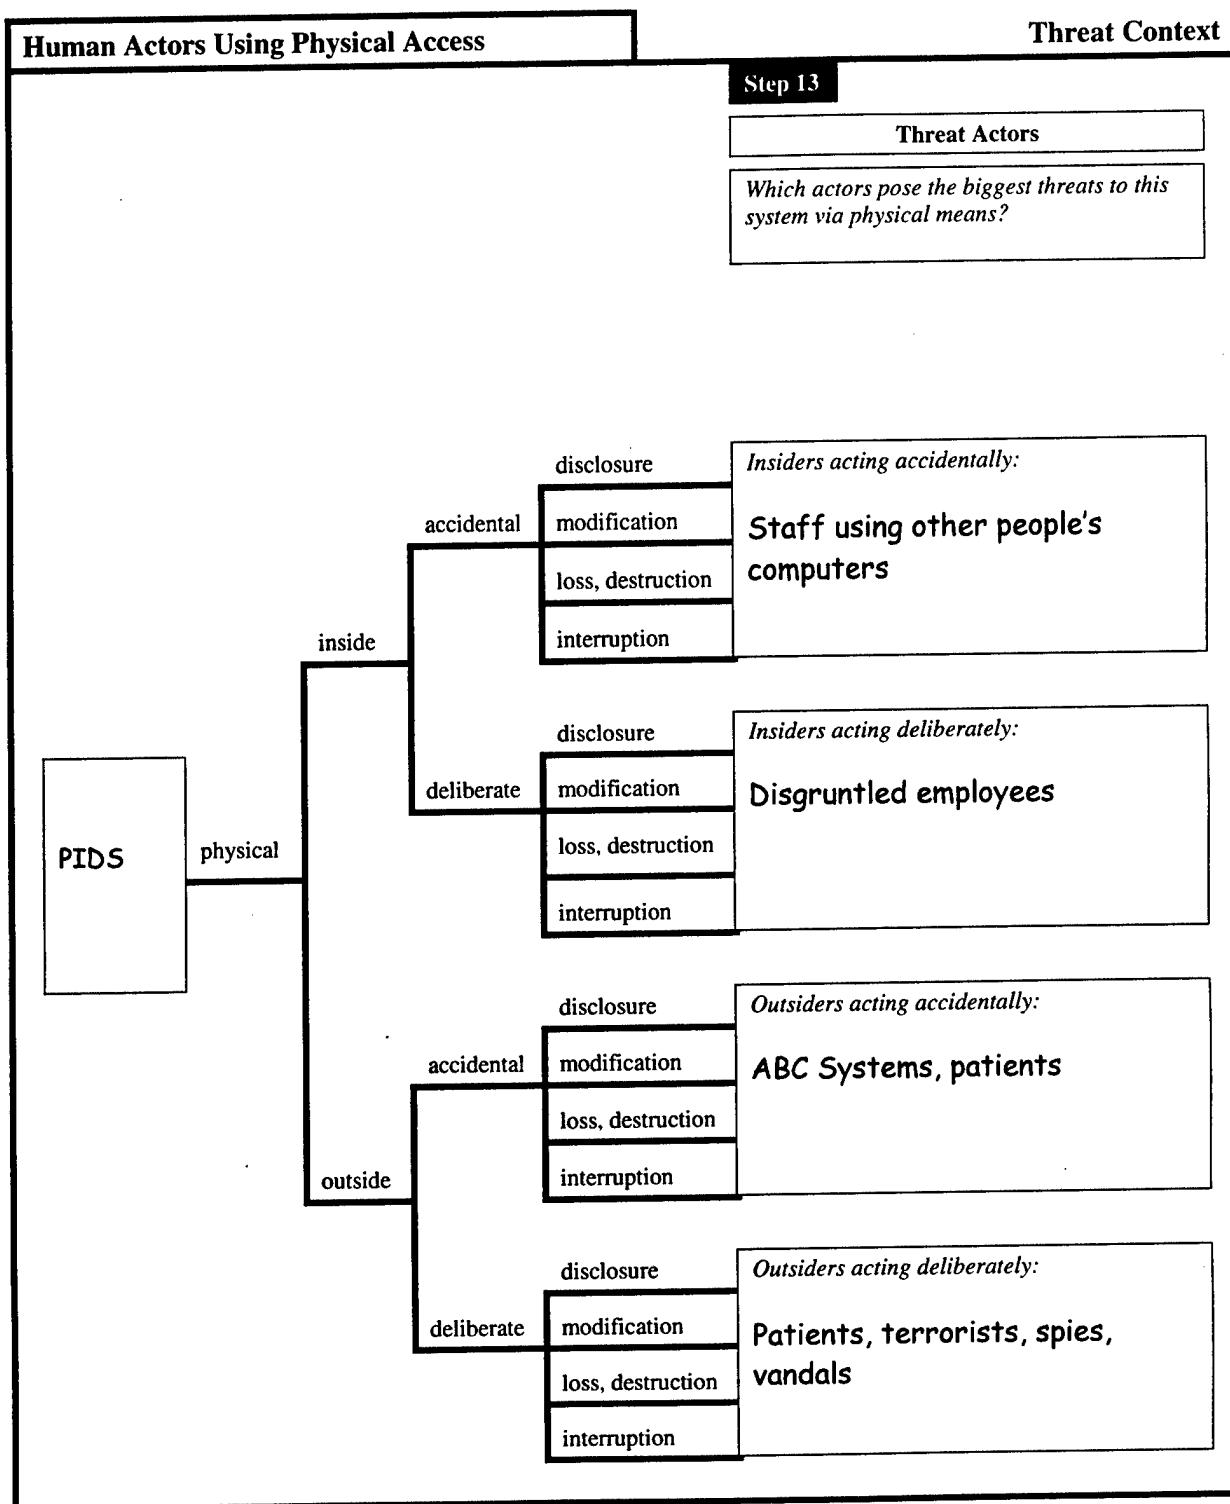 Human Actors Using Physical Access
Threat Context
Step 13
Threat Actors
Which actors pose the biggest threats to this
system via physical means?
PIDS
physical
inside
accidental
disclosure
modification
loss, destruction
interruption
Insiders acting accidentally:
Staff using other people's
computers
deliberate
disclosure
modification
loss, destruction
interruption
Insiders acting deliberately:
Disgruntled employees
outside
accidental
disclosure
modification
loss, destruction
interruption
Outsiders acting accidentally:
ABC Systems, patients
deliberate
disclosure
modification
loss, destruction
interruption
Outsiders acting deliberately:
Patients, terrorists, spies,
vandals